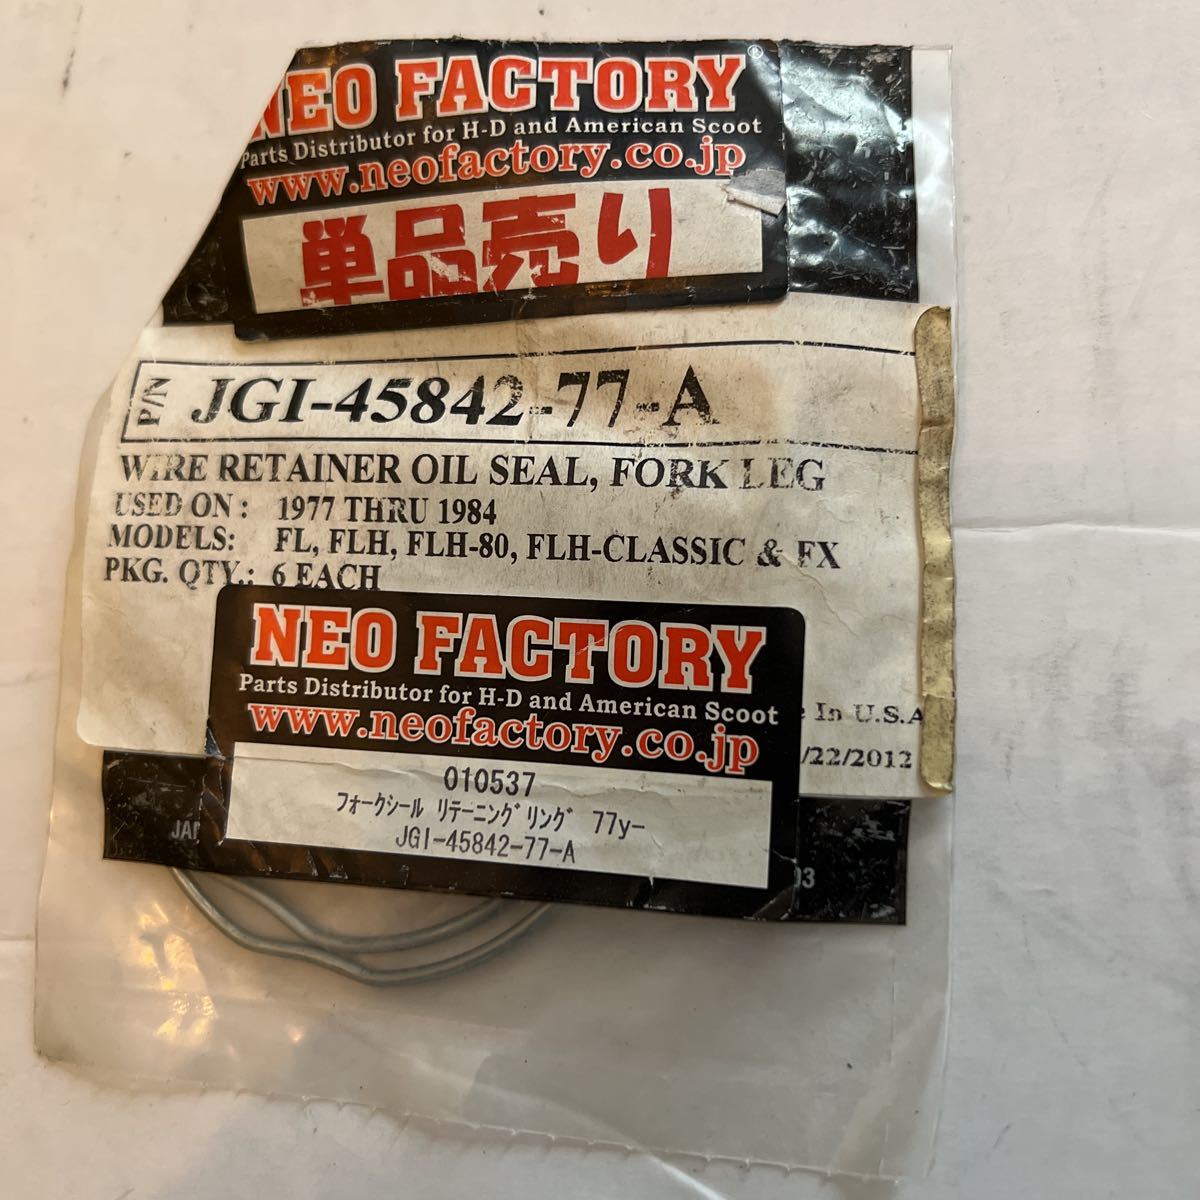 NEO FACTORY®
Parts Distributor for H-D and American Scoot
www.neofactory.co.jp
単品売り
P/N JGI-45842-77-A
WIRE RETAINER OIL SEAL, FORK LEG
USED ON: 1977 THRU 1984
MODELS: FL, FLH, FLH-80, FLH-CLASSIC & FX
PKG. QTY.: 6 EACH
NEO FACTORY
Parts Distributor for H-D and American Scoot
www.neofactory.co.jp
In U.S.A
/22/2012
010537
ﾌｫｰｸｼｰﾙ ﾘﾃｰﾆﾝｸﾞﾘﾝｸﾞ 77y-
JGI-45842-77-A